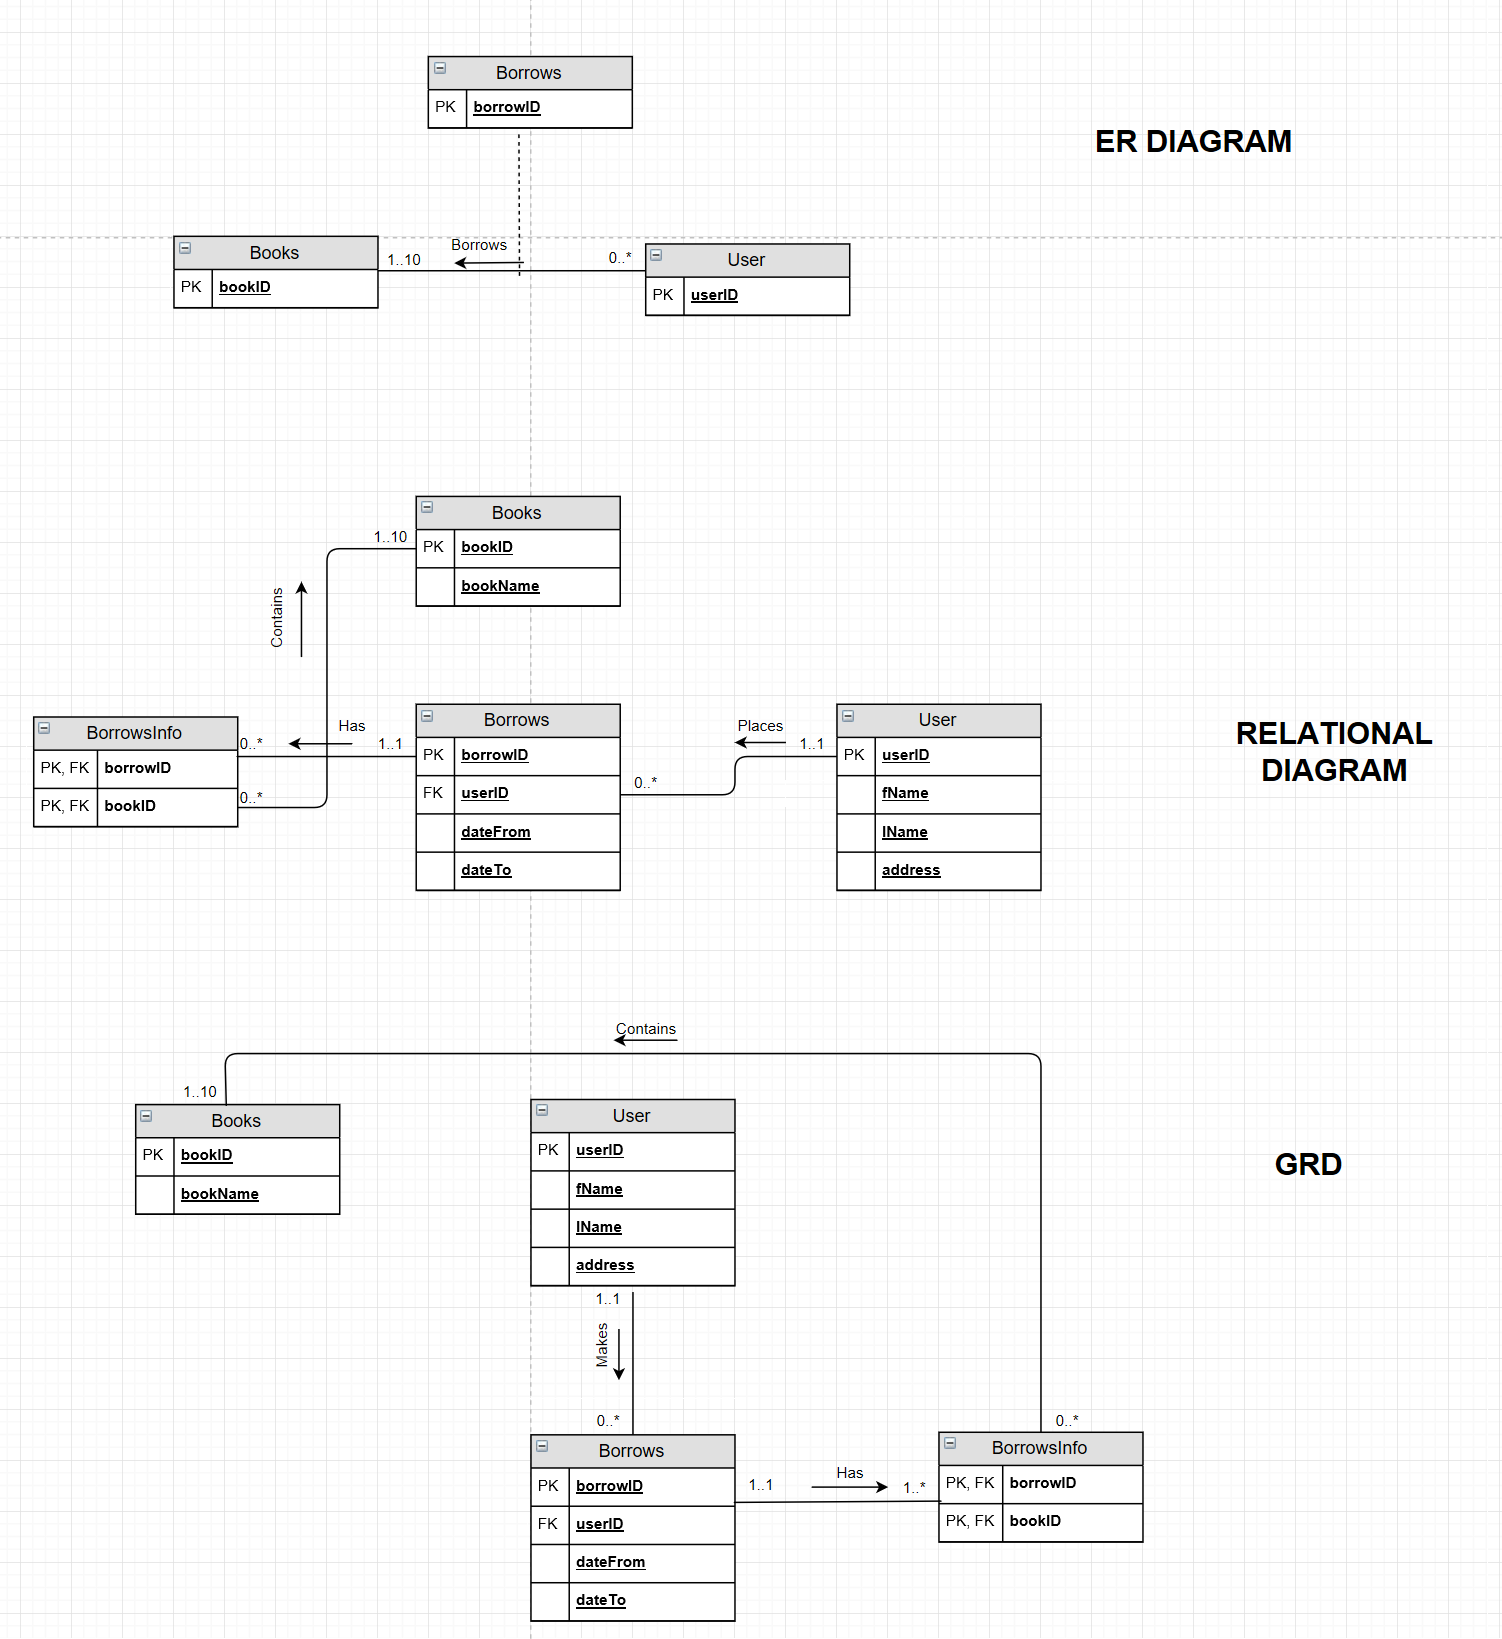 Borrows
PK borrowID
ER DIAGRAM
Books
PK bookID
1..10
Borrows
0..*
User
PK userID
Books
PK bookID
bookName
1..10
Contains
BorrowsInfo
PK, FK borrowID
PK, FK bookID
0..*
0..*
Has
1..1
Borrows
PK borrowID
FK userID
dateFrom
dateTo
0..*
Places
1..1
User
PK userID
fName
lName
address
RELATIONAL
DIAGRAM
Contains
1..10
Books
PK bookID
bookName
User
PK userID
fName
lName
address
GRD
1..1
Makes
0..*
Borrows
PK borrowID
FK userID
dateFrom
dateTo
1..1
Has
1..*
0..*
BorrowsInfo
PK, FK borrowID
PK, FK bookID